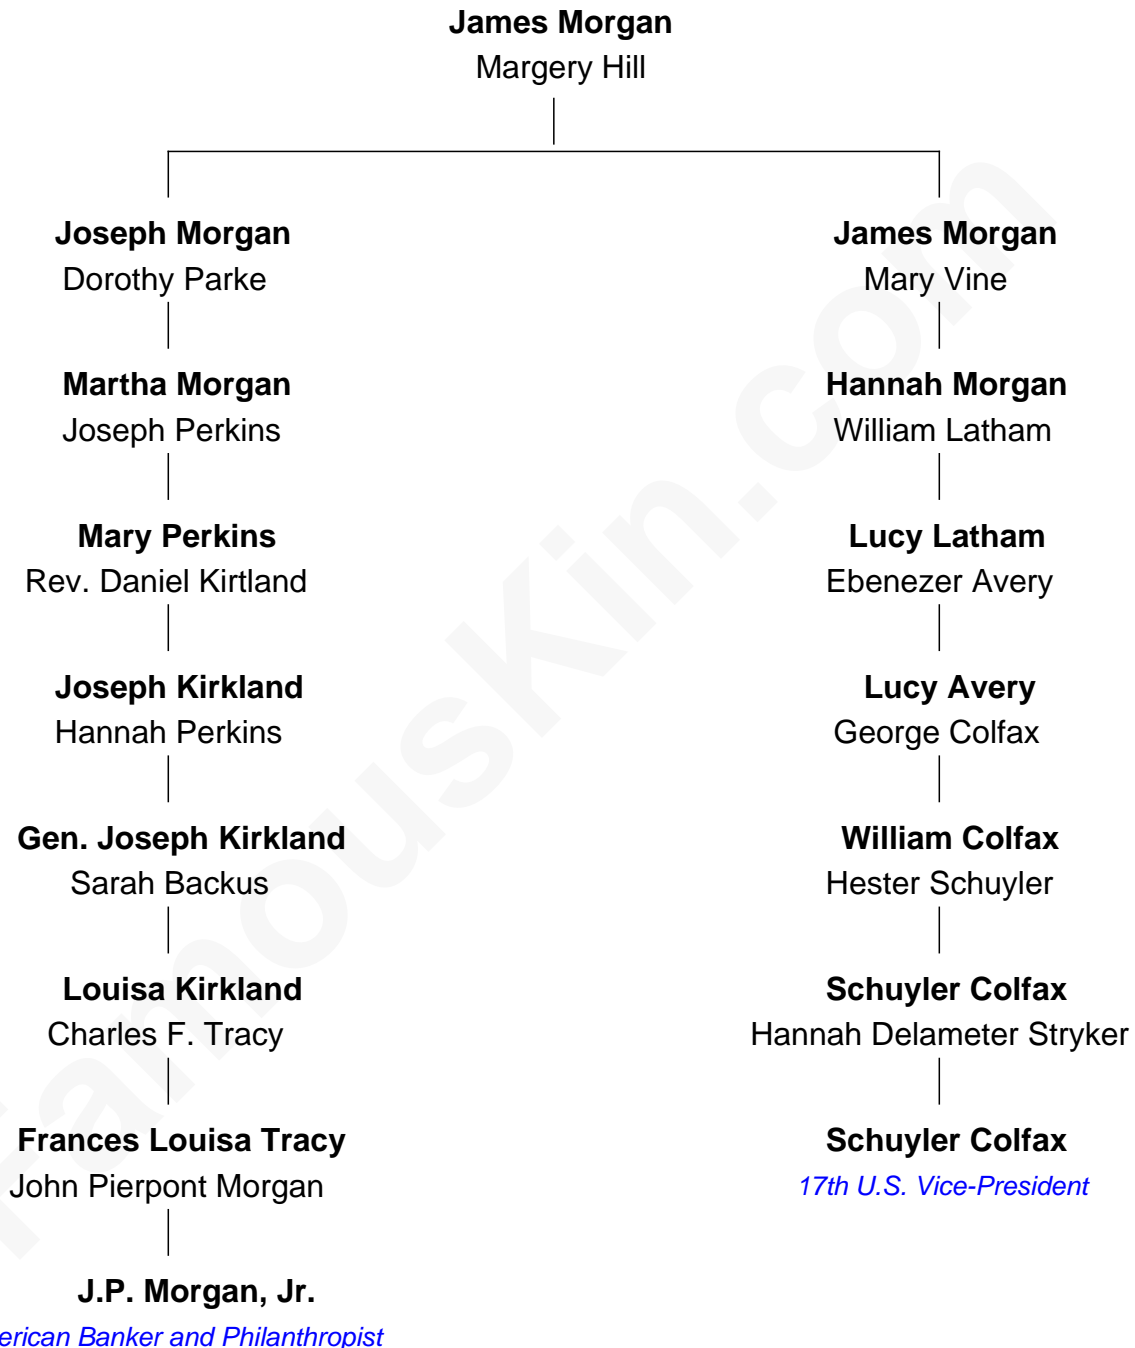 James Morgan
Margery Hill
Joseph Morgan
Dorothy Parke
James Morgan
Mary Vine
Martha Morgan
Joseph Perkins
Hannah Morgan
William Latham
Mary Perkins
Rev. Daniel Kirtland
Lucy Latham
Ebenezer Avery
Joseph Kirkland
Hannah Perkins
Lucy Avery
George Colfax
Gen. Joseph Kirkland
Sarah Backus
William Colfax
Hester Schuyler
Louisa Kirkland
Charles F. Tracy
Schuyler Colfax
Hannah Delameter Stryker
Frances Louisa Tracy
John Pierpont Morgan
Schuyler Colfax
17th U.S. Vice-President
J.P. Morgan, Jr.
erican Banker and Philanthropist
FamousKin.com